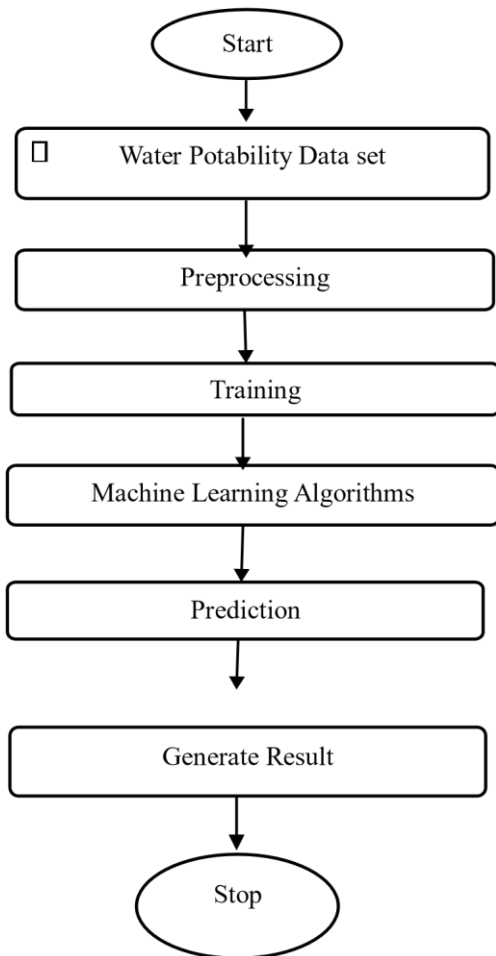 Start
Water Potability Data set
Preprocessing
Training
Machine Learning Algorithms
Prediction
Generate Result
Stop